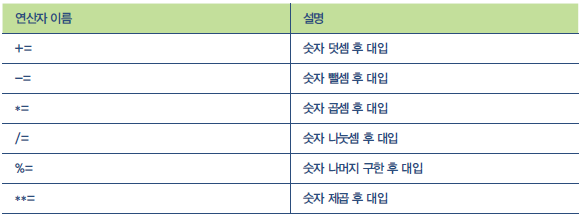 연산자 이름 설명
+= 숫자 덧셈 후 대입
-= 숫자 뺄셈 후 대입
*= 숫자 곱셈 후 대입
/= 숫자 나눗셈 후 대입
%= 숫자 나머지 구한 후 대입
**= 숫자 제곱 후 대입